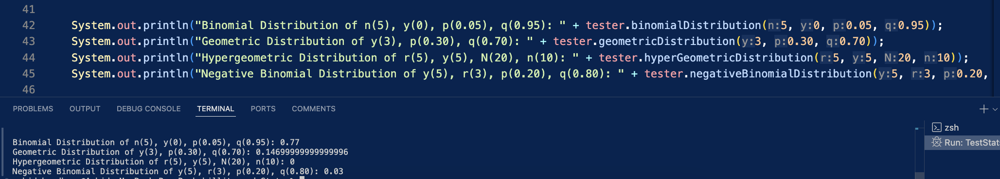 41
42 System.out.println("Binomial Distribution of n(5), y(0), p(0.05), q(0.95): " + tester.binomialDistribution(n:5, y:0, p:0.05, q:0.95));
43 System.out.println("Geometric Distribution of y(3), p(0.30), q(0.70): " + tester.geometricDistribution(y:3, p:0.30, q:0.70));
44 System.out.println("Hypergeometric Distribution of r(5), y(5), N(20), n(10): " + tester.hyperGeometricDistribution(r:5, y:5, N:20, n:10));
45 System.out.println("Negative Binomial Distribution of y(5), r(3), p(0.20), q(0.80): " + tester.negativeBinomialDistribution(y:5, r:3, p:0.20,
46
PROBLEMS OUTPUT DEBUG CONSOLE TERMINAL PORTS COMMENTS
zsh
Run: TestStat
Binomial Distribution of n(5), y(0), p(0.05), q(0.95): 0.77
Geometric Distribution of y(3), p(0.30), q(0.70): 0.14699999999999996
Hypergeometric Distribution of r(5), y(5), N(20), n(10): 0
Negative Binomial Distribution of y(5), r(3), p(0.20), q(0.80): 0.03